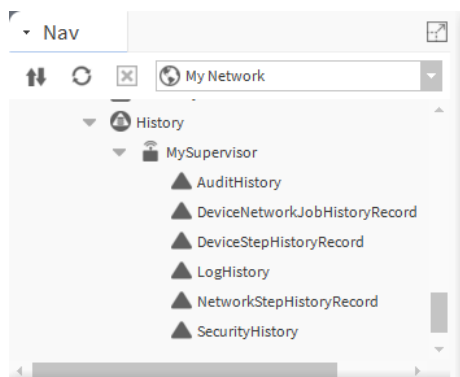 Nav
My Network
History
MySupervisor
AuditHistory
DeviceNetworkJobHistoryRecord
DeviceStepHistoryRecord
LogHistory
NetworkStepHistoryRecord
SecurityHistory